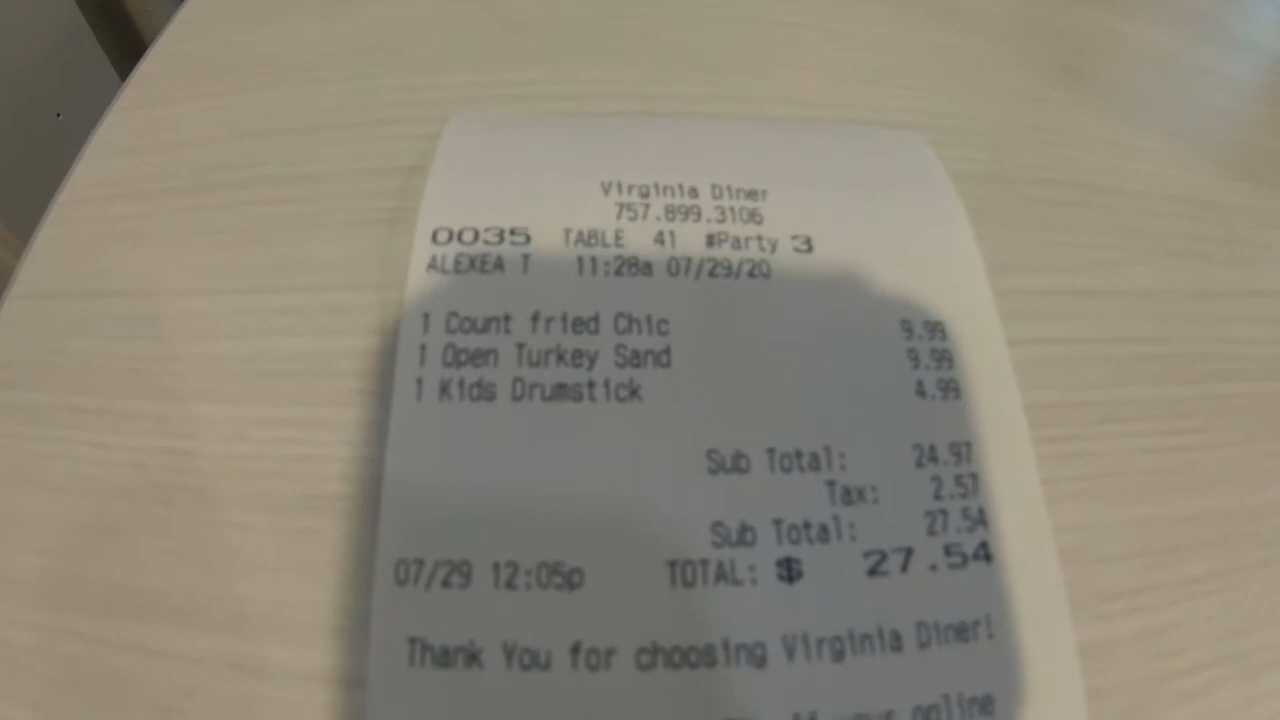 Virginia Diner
757.899.3106
0035 TABLE 41 #Party 3
ALEXEA T 11:28a 07/29/20
1 Count fried Chic 9.99
1 Open Turkey Sand 9.99
1 Kids Drumstick 4.99
Sub Total: 24.97
Tax: 2.57
Sub Total: 27.54
07/29 12:05p TOTAL: $ 27.54
Thank You for choosing Virginia Diner!
your online